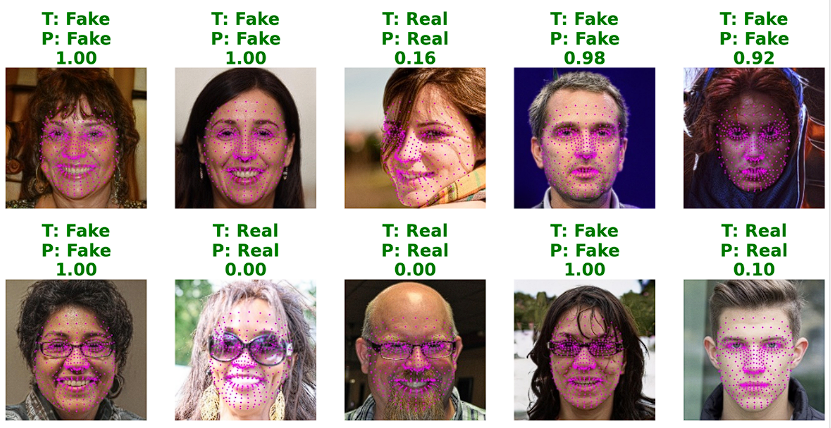 T: Fake
P: Fake
1.00
T: Fake
P: Fake
1.00
T: Real
P: Real
0.16
T: Fake
P: Fake
0.98
T: Fake
P: Fake
0.92
T: Fake
P: Fake
1.00
T: Real
P: Real
0.00
T: Real
P: Real
0.00
T: Fake
P: Fake
1.00
T: Real
P: Real
0.10